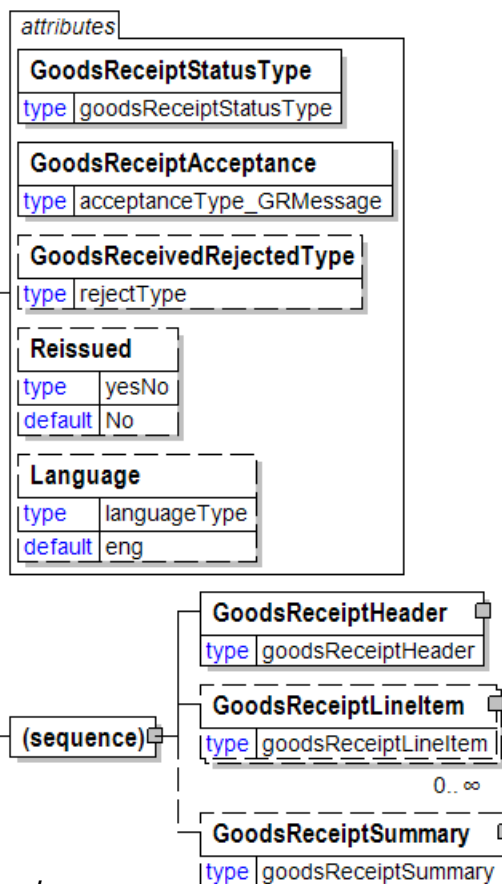 attributes
GoodsReceiptStatusType
type goodsReceiptStatusType
GoodsReceiptAcceptance
type acceptanceType_GRMessage
GoodsReceivedRejectedType
type rejectType
Reissued
type yesNo
default No
Language
type languageType
default eng
GoodsReceiptHeader
type goodsReceiptHeader
GoodsReceiptLineItem
type goodsReceiptLineItem
0..∞
(sequence)
GoodsReceiptSummary
type goodsReceiptSummary